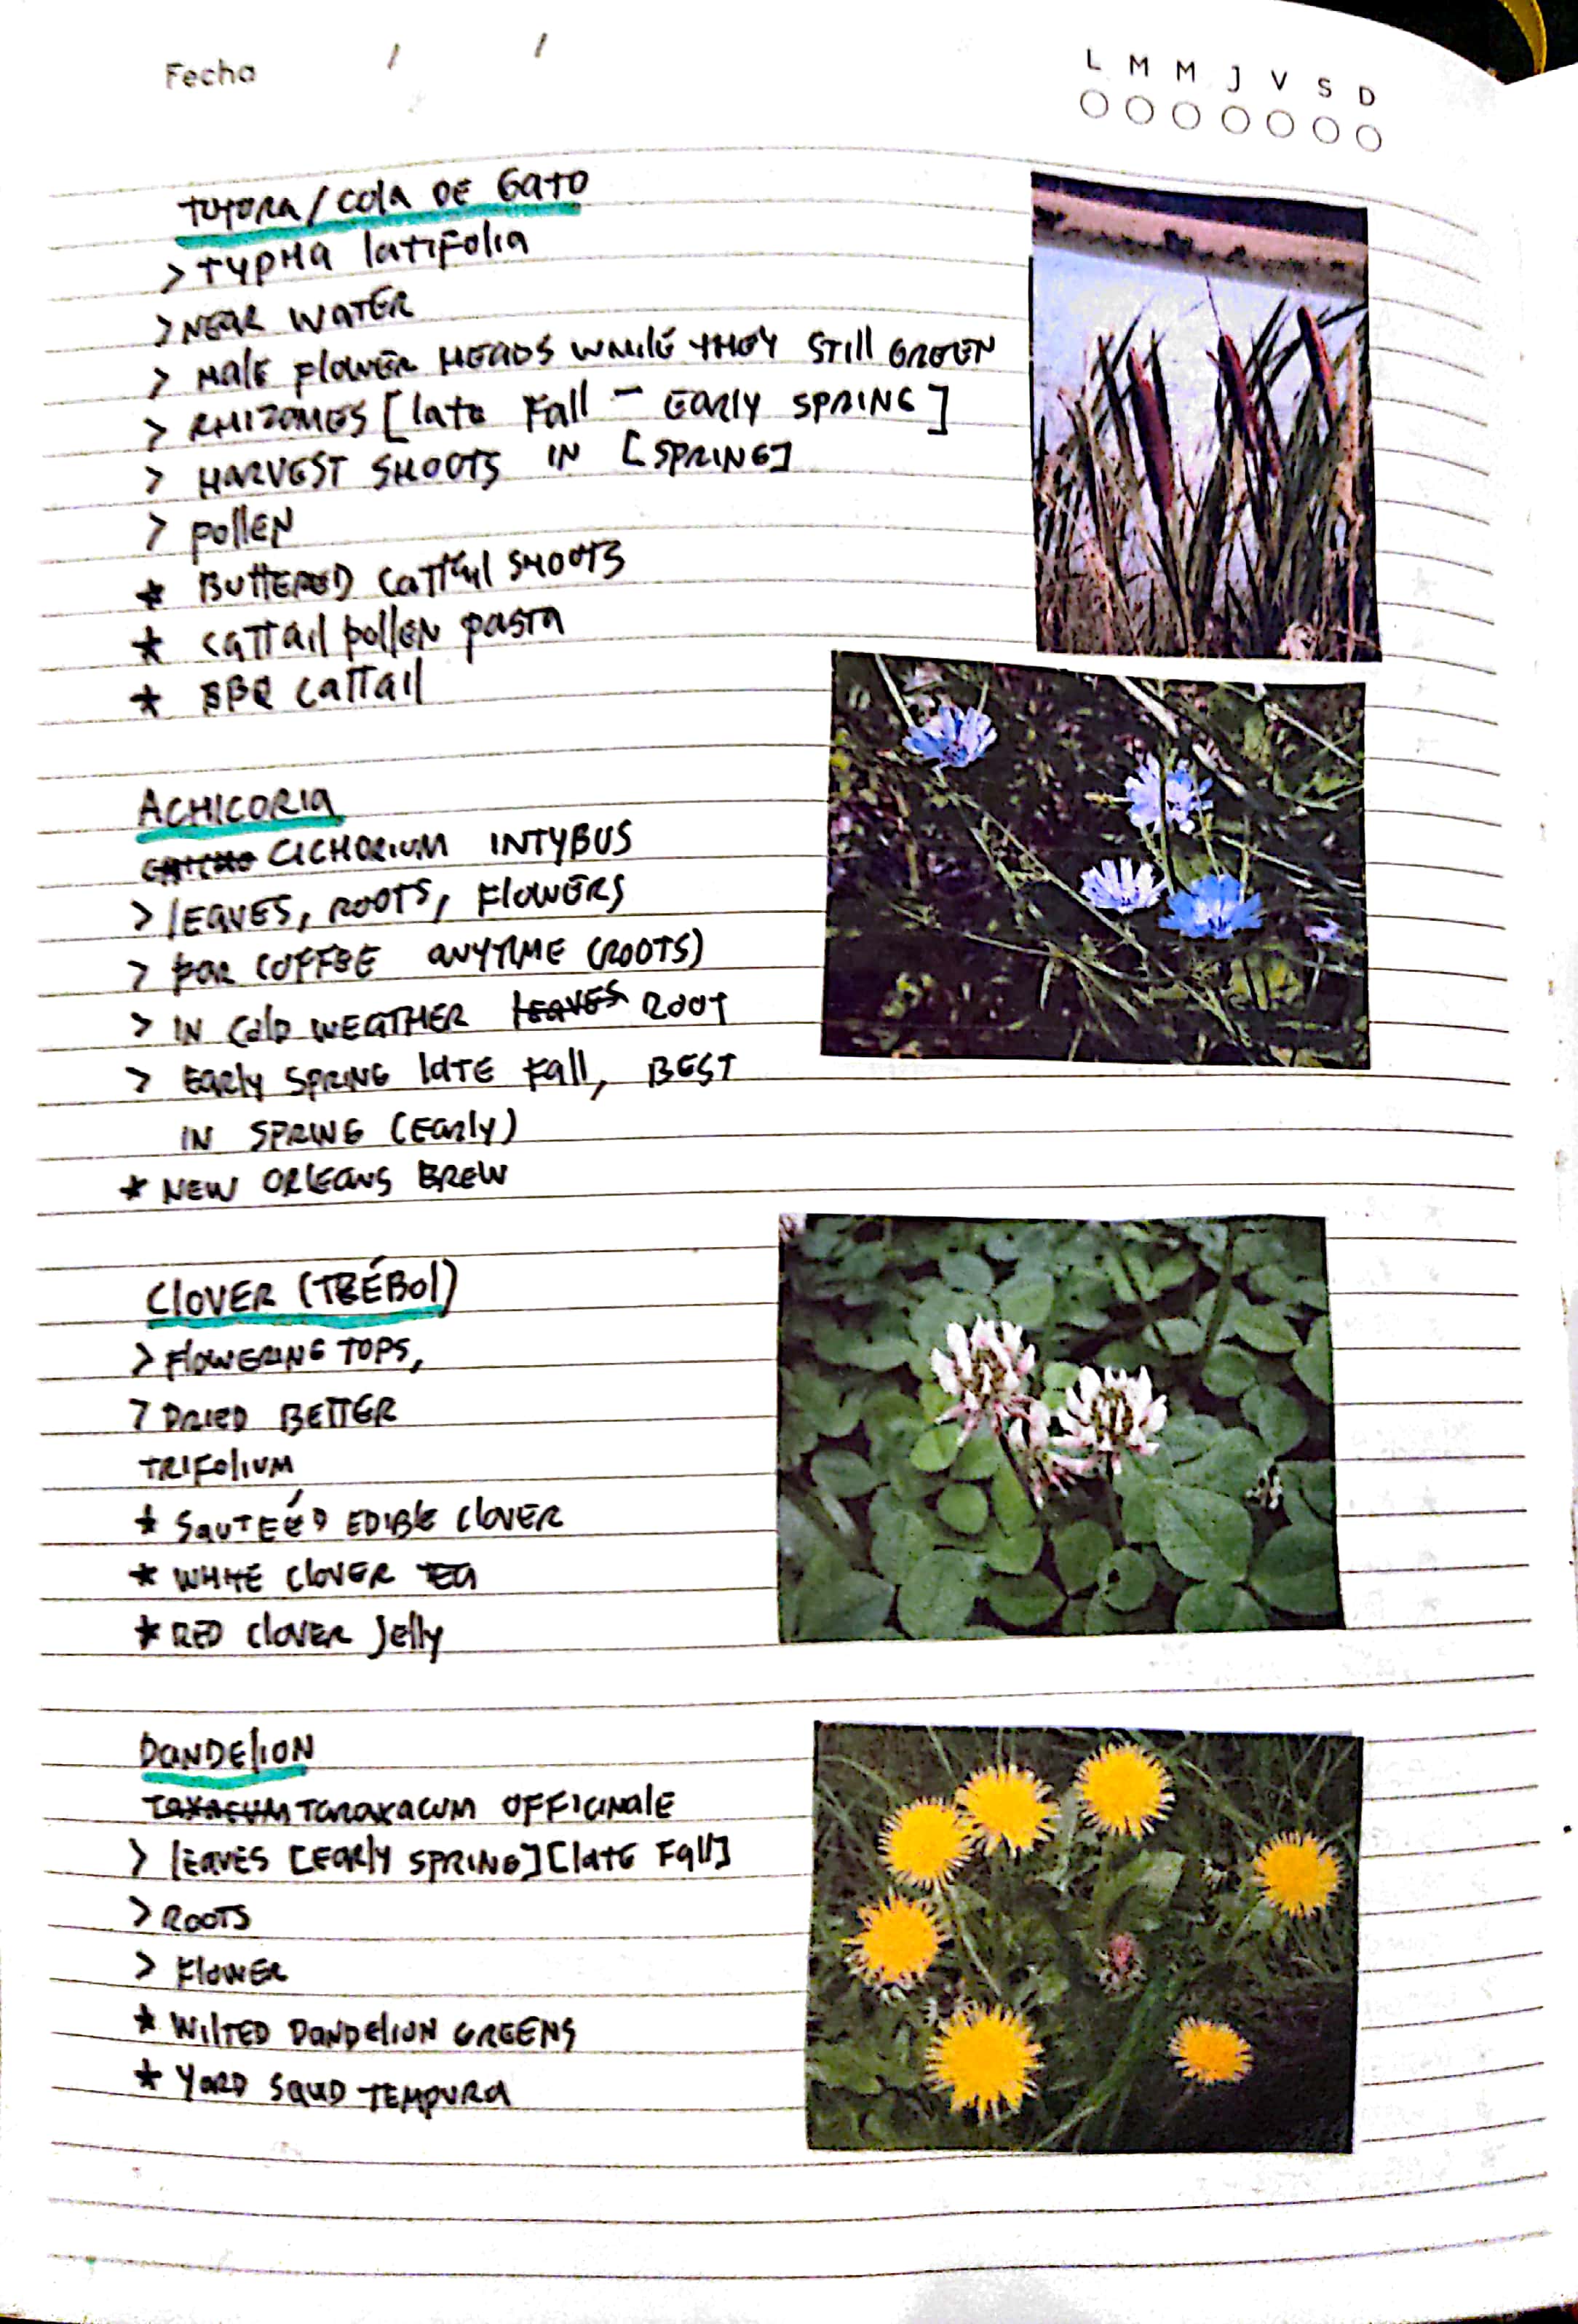 Fecha / /
L M M J V S D
TOTORA/COLA DE GATO
> TYPHA latIFolIa
> NEAR WATER
> MALE FLOWER HEADS WHILE THEY STILL GREEN
> RHIZOMES [late Fall - EARLY SPRING]
> HARVEST SHOOTS IN [SPRING]
> POLLEN
* BUTTERED CATTAIL SHOOTS
* CATTAIL POLLEN PASTA
* BBQ CATTAIL
ACHICORIA
CICHORIUM INTYBUS
> LEAVES, ROOTS, FLOWERS
> FOR COFFEE ANYTIME (ROOTS)
> IN COLD WEATHER LEAVES ROOT
> EARLY SPRING LATE FALL, BEST
IN SPRING (EARLY)
* NEW ORLEANS BREW
CLOVER (TRÉBOL)
> FLOWERING TOPS,
> DRIED BETTER
TRIFOLIUM
* SAUTEÉD EDIBLE CLOVER
* WHITE CLOVER TEA
* RED CLOVER JELLY
DANDELION
TAXACUM TARAXACUM OFFICINALE
> LEAVES [EARLY SPRING] [LATE FALL]
> ROOTS
> FLOWER
* WILTED DANDELION GREENS
* YARD SQUID TEMPURA